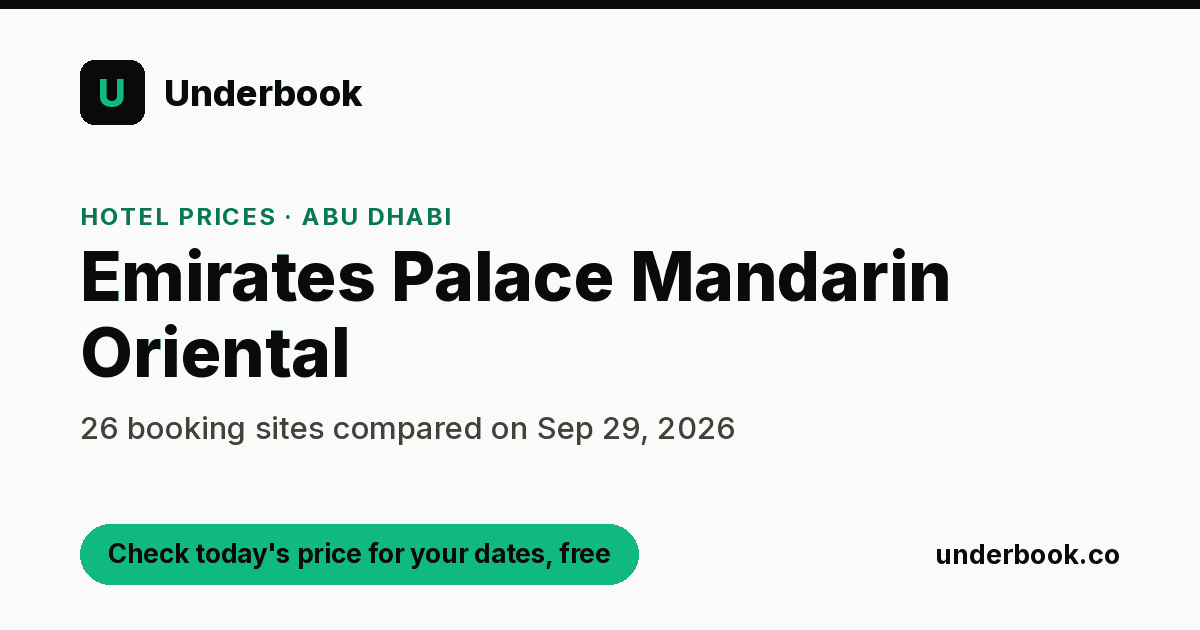 U Underbook
HOTEL PRICES · ABU DHABI
Emirates Palace Mandarin
Oriental
26 booking sites compared on Sep 29, 2026
Check today's price for your dates, free
underbook.co